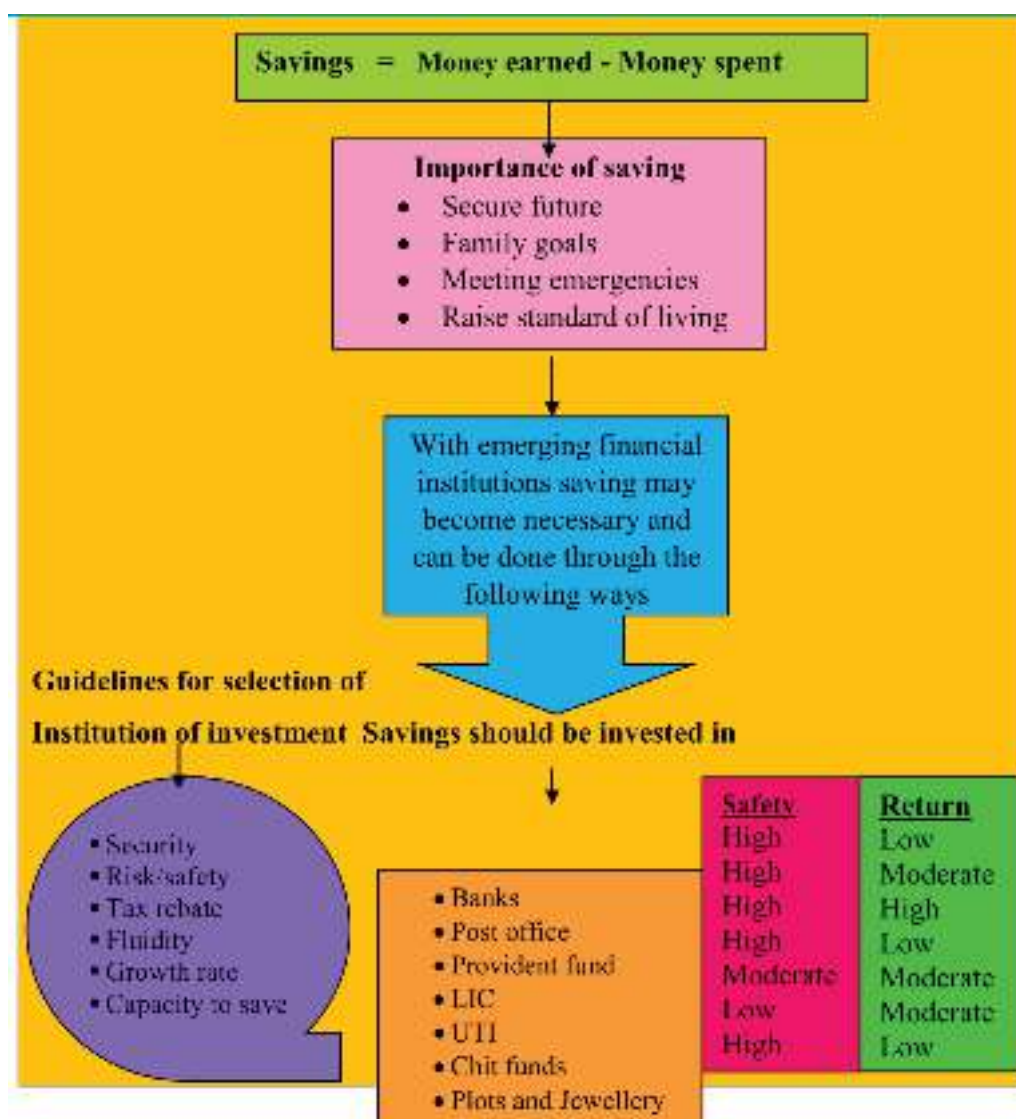 Savings = Money earned - Money spent
Importance of saving
• Secure future
• Family goals
• Meeting emergencies
• Raise standard of living
With emerging financial
institutions saving may
become necessary and
can be done through the
following ways
Guidelines for selection of
Institution of investment Savings should be invested in
▪ Security
▪ Risk/safety
▪ Tax rebate
▪ Fluidity
▪ Growth rate
▪ Capacity to save
• Banks
• Post office
• Provident fund
• LIC
• UTI
• Chit funds
• Plots and Jewellery
Safety
High
High
High
High
Moderate
Low
High
Return
Low
Moderate
High
Low
Moderate
Moderate
Low